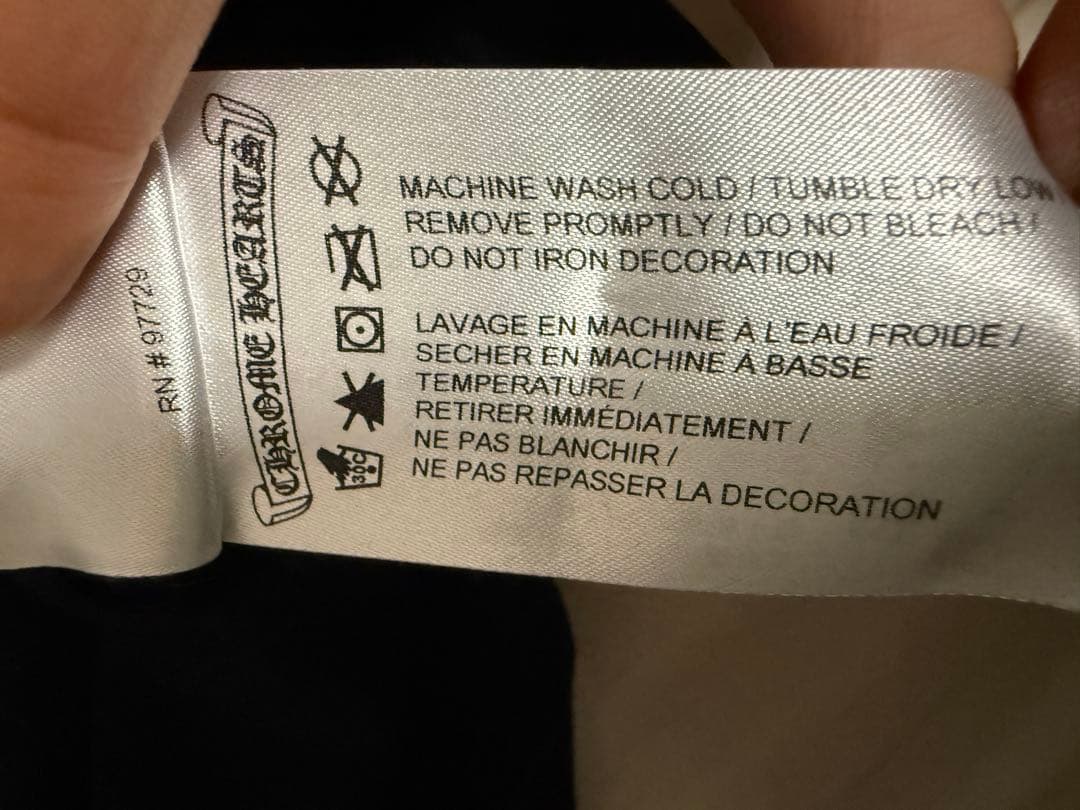 RN # 97729
CHROME HEARTS
MACHINE WASH COLD / TUMBLE DRY LOW
REMOVE PROMPTLY / DO NOT BLEACH /
DO NOT IRON DECORATION
LAVAGE EN MACHINE À L'EAU FROIDE /
SECHER EN MACHINE À BASSE
TEMPERATURE /
RETIRER IMMÉDIATEMENT /
NE PAS BLANCHIR /
NE PAS REPASSER LA DECORATION
30C